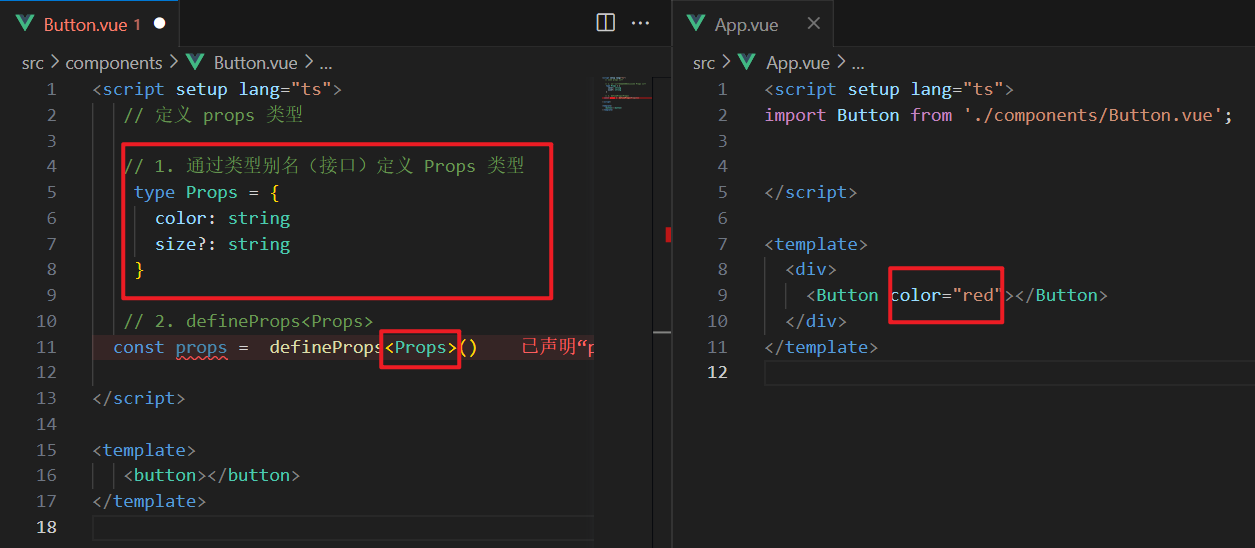 Button.vue 1
src > components > Button.vue > ...
1 <script setup lang="ts">
2 // 定义 props 类型
3
4 // 1. 通过类型别名（接口）定义 Props 类型
5 type Props = {
6 color: string
7 size?: string
8 }
9
10 // 2. defineProps<Props>
11 const props = defineProps<Props>() 已声明“p
12
13 </script>
14
15 <template>
16 <button></button>
17 </template>
18
App.vue
src > App.vue > ...
1 <script setup lang="ts">
2 import Button from './components/Button.vue';
3
4
5 </script>
6
7 <template>
8 <div>
9 <Button color="red"></Button>
10 </div>
11 </template>
12